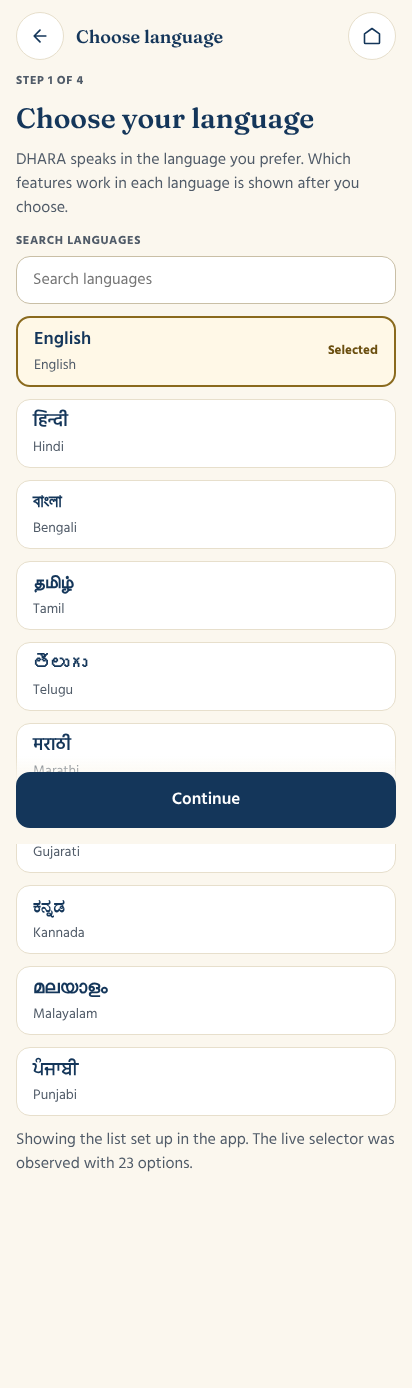 Choose language
STEP 1 OF 4
Choose your language
DHARA speaks in the language you prefer. Which
features work in each language is shown after you
choose.
SEARCH LANGUAGES
Search languages
English
English
Selected
हिन्दी
Hindi
বাংলা
Bengali
தமிழ்
Tamil
తెలుగు
Telugu
मराठी
Marathi
Continue
Gujarati
ಕನ್ನಡ
Kannada
മലയാളം
Malayalam
ਪੰਜਾਬੀ
Punjabi
Showing the list set up in the app. The live selector was
observed with 23 options.